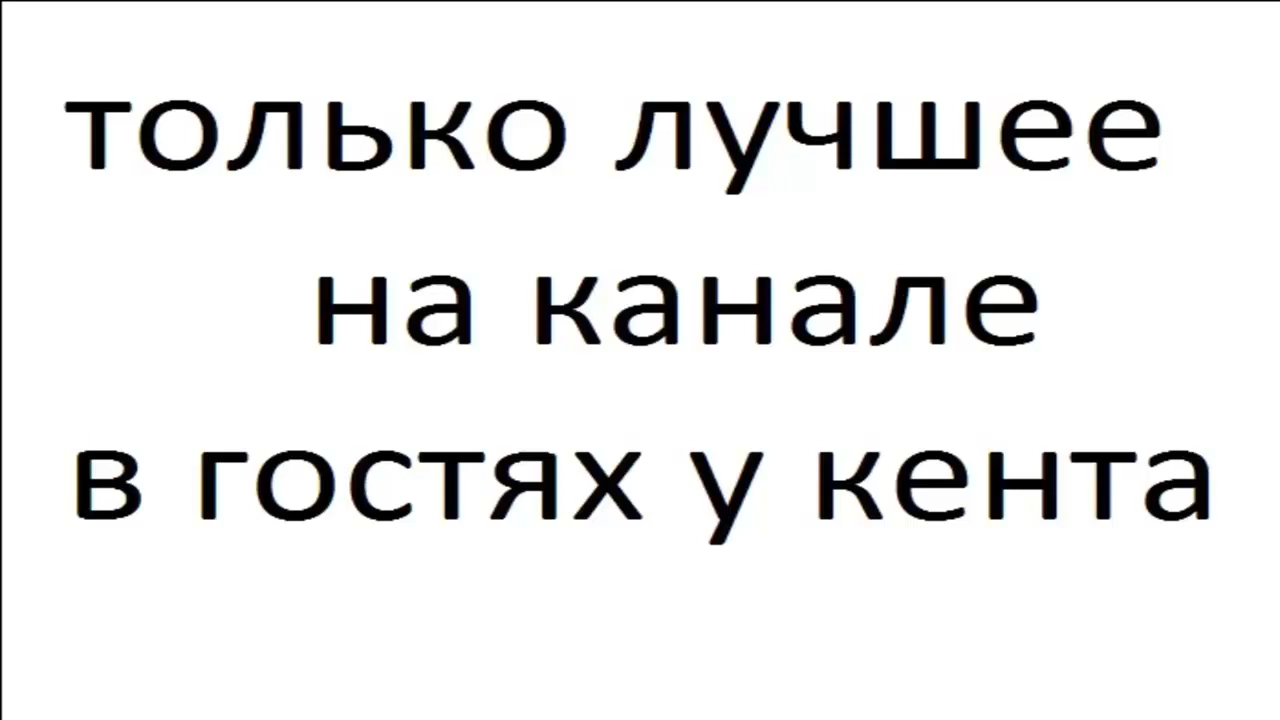 только лучшее
на канале
в гостях у кента